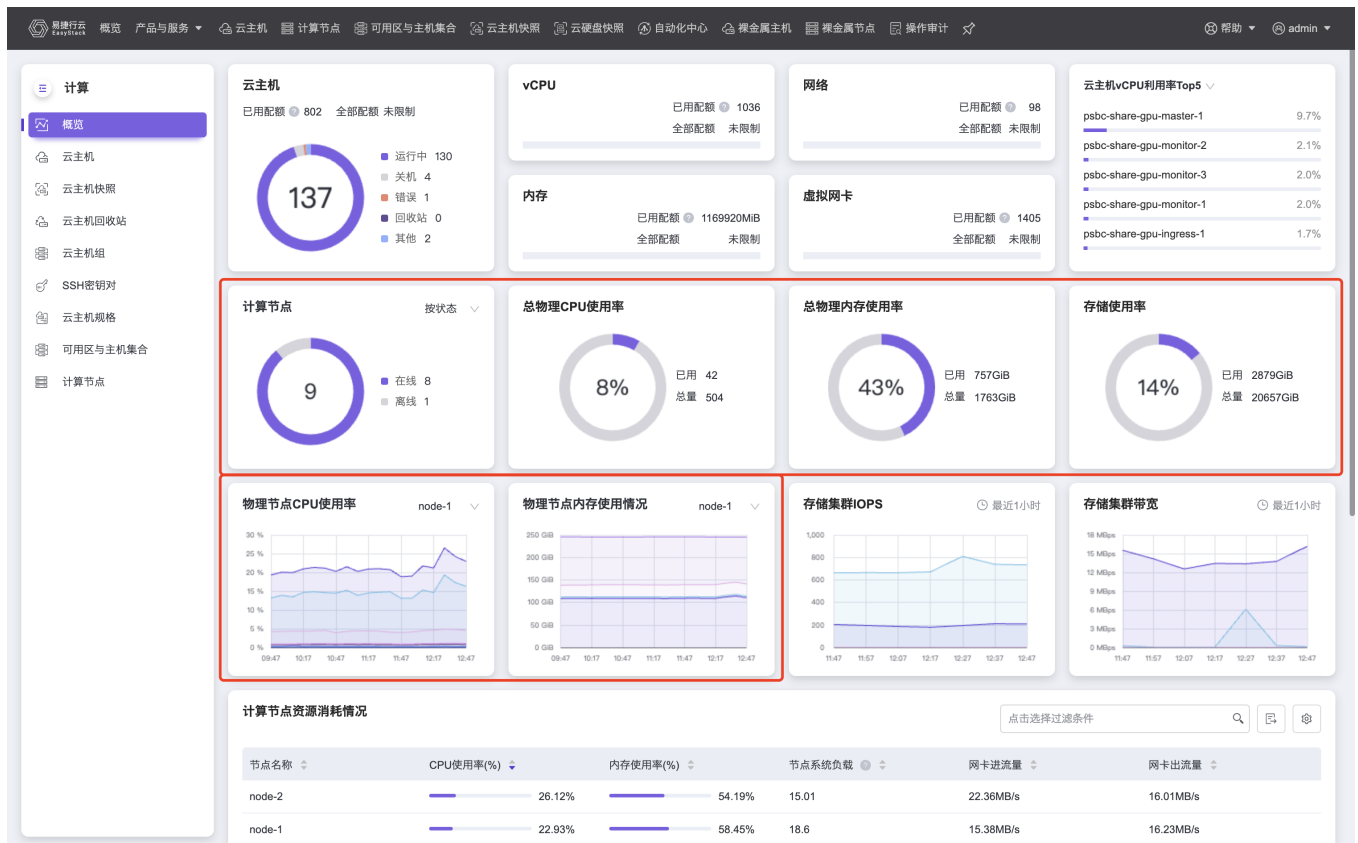 易捷行云
EasyStack
概览 产品与服务 云主机 计算节点 可用区与主机集合 云主机快照 云硬盘快照 自动化中心 裸金属主机 裸金属节点 操作审计 帮助 admin
计算
概览
云主机
云主机快照
云主机回收站
云主机组
SSH密钥对
云主机规格
可用区与主机集合
计算节点
云主机
已用配额 ? 802 全部配额 未限制
137
运行中 130
关机 4
错误 1
回收站 0
其他 2
vCPU
已用配额 ? 1036
全部配额 未限制
网络
已用配额 ? 98
全部配额 未限制
内存
已用配额 ? 1169920MiB
全部配额 未限制
虚拟网卡
已用配额 ? 1405
全部配额 未限制
云主机vCPU利用率Top5
psbc-share-gpu-master-1 9.7%
psbc-share-gpu-monitor-2 2.1%
psbc-share-gpu-monitor-3 2.0%
psbc-share-gpu-monitor-1 2.0%
psbc-share-gpu-ingress-1 1.7%
计算节点 按状态
9
在线 8
离线 1
总物理CPU使用率
8%
已用 42
总量 504
总物理内存使用率
43%
已用 757GiB
总量 1763GiB
存储使用率
14%
已用 2879GiB
总量 20657GiB
物理节点CPU使用率 node-1
30 %
25 %
20 %
15 %
10 %
5 %
0 %
09:47 10:17 10:47 11:17 11:47 12:17 12:47
物理节点内存使用情况 node-1
250 GiB
200 GiB
150 GiB
100 GiB
50 GiB
0 GiB
09:47 10:17 10:47 11:17 11:47 12:17 12:47
存储集群IOPS 最近1小时
1,000
800
600
400
200
0
11:47 11:57 12:07 12:17 12:27 12:37 12:47
存储集群带宽 最近1小时
18 MBps
15 MBps
12 MBps
9 MBps
6 MBps
3 MBps
0 MBps
11:47 11:57 12:07 12:17 12:27 12:37 12:47
计算节点资源消耗情况
点击选择过滤条件
节点名称 CPU使用率(%) 内存使用率(%) 节点系统负载 ? 网卡进流量 网卡出流量
node-2 26.12% 54.19% 15.01 22.36MB/s 16.01MB/s
node-1 22.93% 58.45% 18.6 15.38MB/s 16.23MB/s